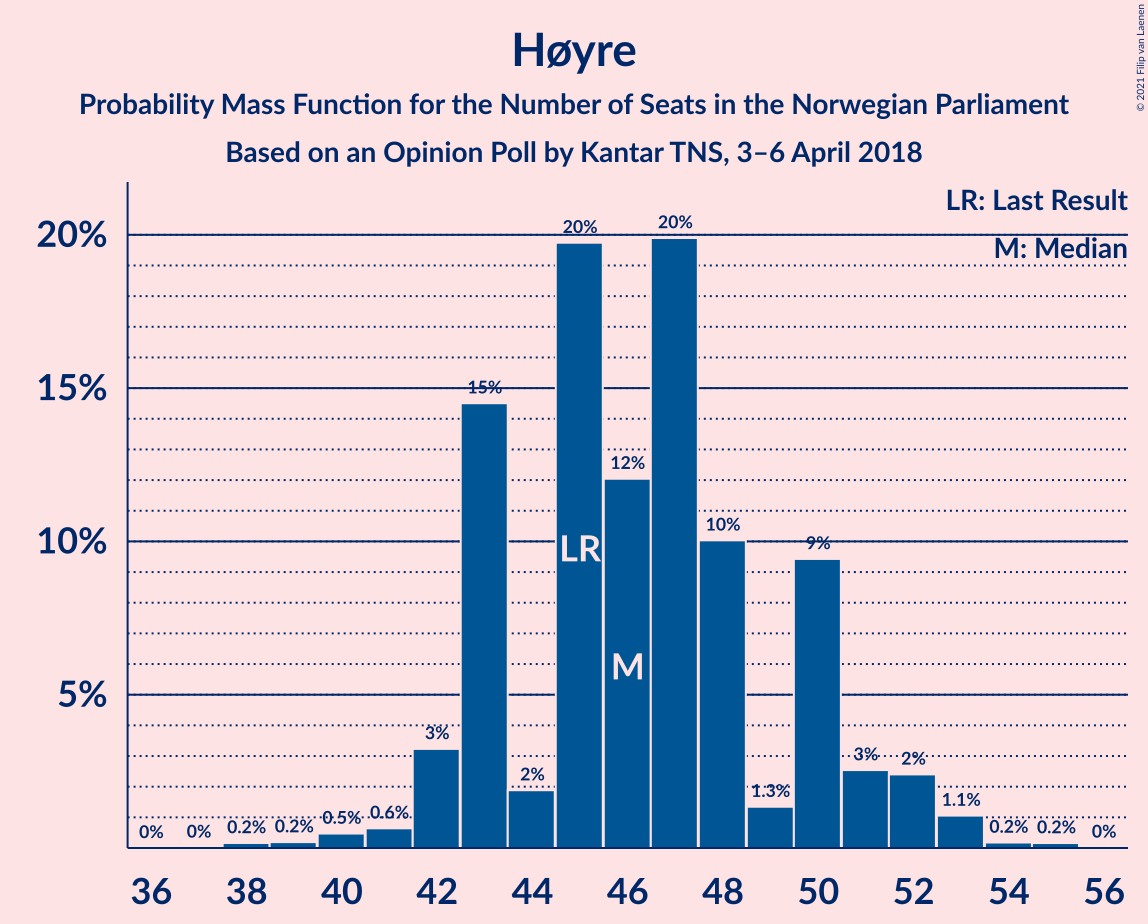 Høyre
Probability Mass Function for the Number of Seats in the Norwegian Parliament
Based on an Opinion Poll by Kantar TNS, 3–6 April 2018
© 2021 Filip van Laenen
LR: Last Result
M: Median
20%
15%
10%
5%
0%
0%
0.2%
0.2%
0.5%
0.6%
3%
15%
2%
20%
12%
20%
10%
1.3%
9%
3%
2%
1.1%
0.2%
0.2%
0%
LR
M
36 38 40 42 44 46 48 50 52 54 56